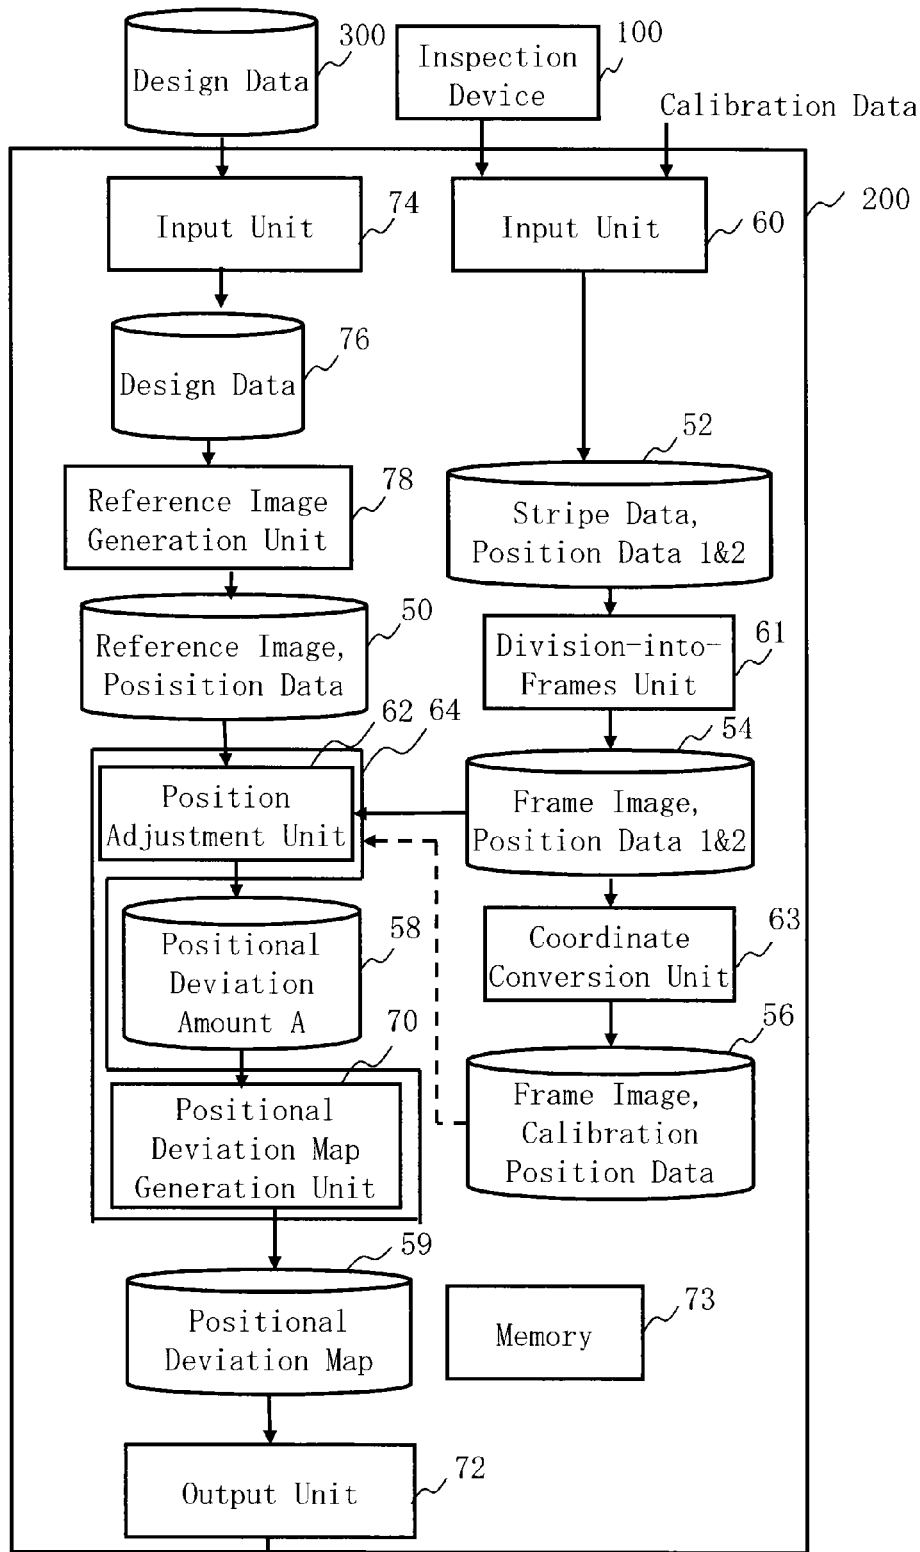 300
Design Data
100
Inspection
Device
Calibration Data
200
74
Input Unit
60
Input Unit
76
Design Data
52
Stripe Data,
Position Data 1&2
78
Reference Image
Generation Unit
50
Reference Image,
Posisition Data
61
Division-into-
Frames Unit
62
64
Position
Adjustment Unit
54
Frame Image,
Position Data 1&2
58
Positional
Deviation
Amount A
63
Coordinate
Conversion Unit
70
Positional
Deviation Map
Generation Unit
56
Frame Image,
Calibration
Position Data
59
Positional
Deviation Map
73
Memory
72
Output Unit